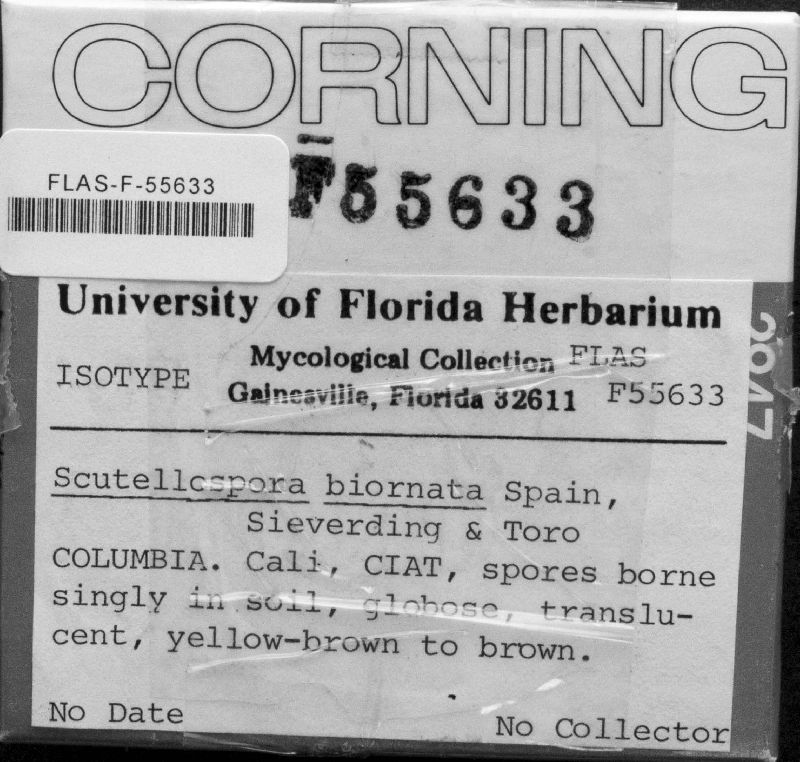 CORNING
FLAS-F-55633
F55633
University of Florida Herbarium
Mycological Collection FLAS
ISOTYPE
Gainesville, Florida 32611 F55633
2947
Scutellospora biornata Spain,
Sieverding & Toro
COLUMBIA. Cali, CIAT, spores borne
singly in soil, globose, translu-
cent, yellow-brown to brown.
No Date
No Collector